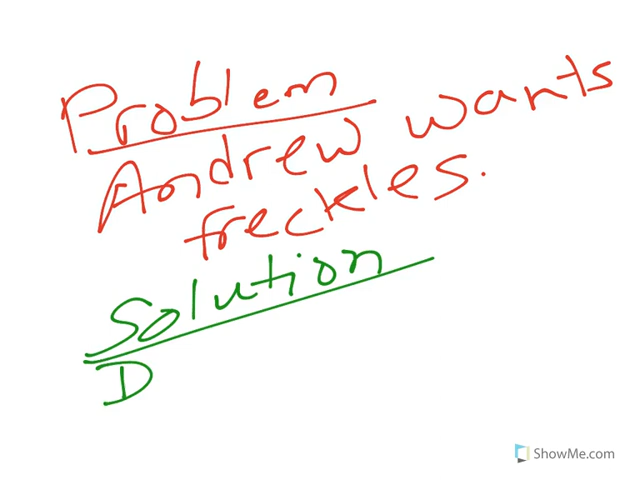 Problem
Andrew wants
freckles.
Solution
D
ShowMe.com